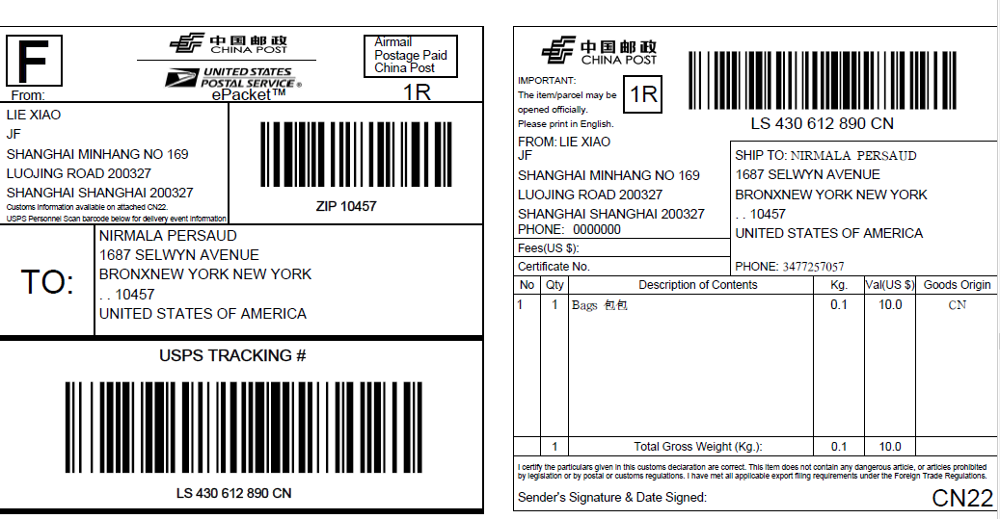 F
From:
中国邮政
CHINA POST
UNITED STATES
POSTAL SERVICE®
ePacket™
Airmail
Postage Paid
China Post
1R
LIE XIAO
JF
SHANGHAI MINHANG NO 169
LUOJING ROAD 200327
SHANGHAI SHANGHAI 200327
Customs information available on attached CN22.
USPS Personnel Scan barcode below for delivery event information
ZIP 10457
TO:
NIRMALA PERSAUD
1687 SELWYN AVENUE
BRONXNEW YORK NEW YORK
. . 10457
UNITED STATES OF AMERICA
USPS TRACKING #
LS 430 612 890 CN
中国邮政
CHINA POST
IMPORTANT:
The item/parcel may be
opened officially.
Please print in English.
1R
LS 430 612 890 CN
FROM: LIE XIAO
JF
SHANGHAI MINHANG NO 169
LUOJING ROAD 200327
SHANGHAI SHANGHAI 200327
PHONE: 0000000
Fees(US $):
Certificate No.
SHIP TO: NIRMALA PERSAUD
1687 SELWYN AVENUE
BRONXNEW YORK NEW YORK
. . 10457
UNITED STATES OF AMERICA
PHONE: 3477257057
No Qty Description of Contents Kg. Val(US $) Goods Origin
1 1 Bags 包包 0.1 10.0 CN
1 Total Gross Weight (Kg.): 0.1 10.0
I certify the particulars given in this customs declaration are correct. This item does not contain any dangerous article, or articles prohibited
by legislation or by postal or customs regulations. I have met all applicable export filing requirements under the Foreign Trade Regulations.
Sender's Signature & Date Signed:
CN22